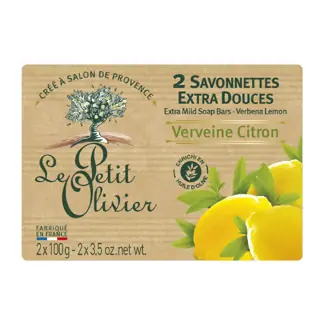 CRÉÉ À SALON DE PROVENCE
Le Petit
Olivier
FABRIQUÉ
EN FRANCE
2x100g - 2x3.5 oz.net wt.
2 SAVONNETTES
EXTRA DOUCES
Extra Mild Soap Bars - Verbena Lemon
Verveine Citron
ENRICHI EN
HUILE D'OLIVE